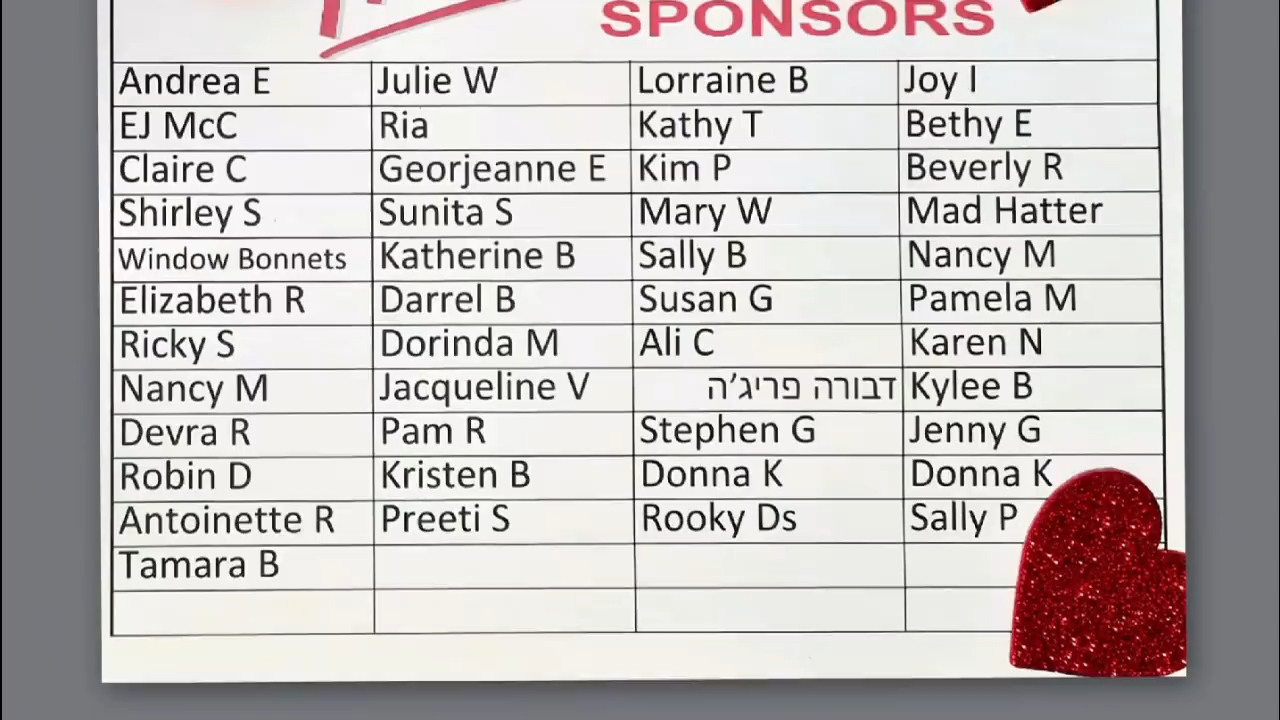 SPONSORS
Andrea E Julie W Lorraine B Joy I
EJ McC Ria Kathy T Bethy E
Claire C Georjeanne E Kim P Beverly R
Shirley S Sunita S Mary W Mad Hatter
Window Bonnets Katherine B Sally B Nancy M
Elizabeth R Darrel B Susan G Pamela M
Ricky S Dorinda M Ali C Karen N
Nancy M Jacqueline V דבורה פריג'ה Kylee B
Devra R Pam R Stephen G Jenny G
Robin D Kristen B Donna K Donna K
Antoinette R Preeti S Rooky Ds Sally P
Tamara B